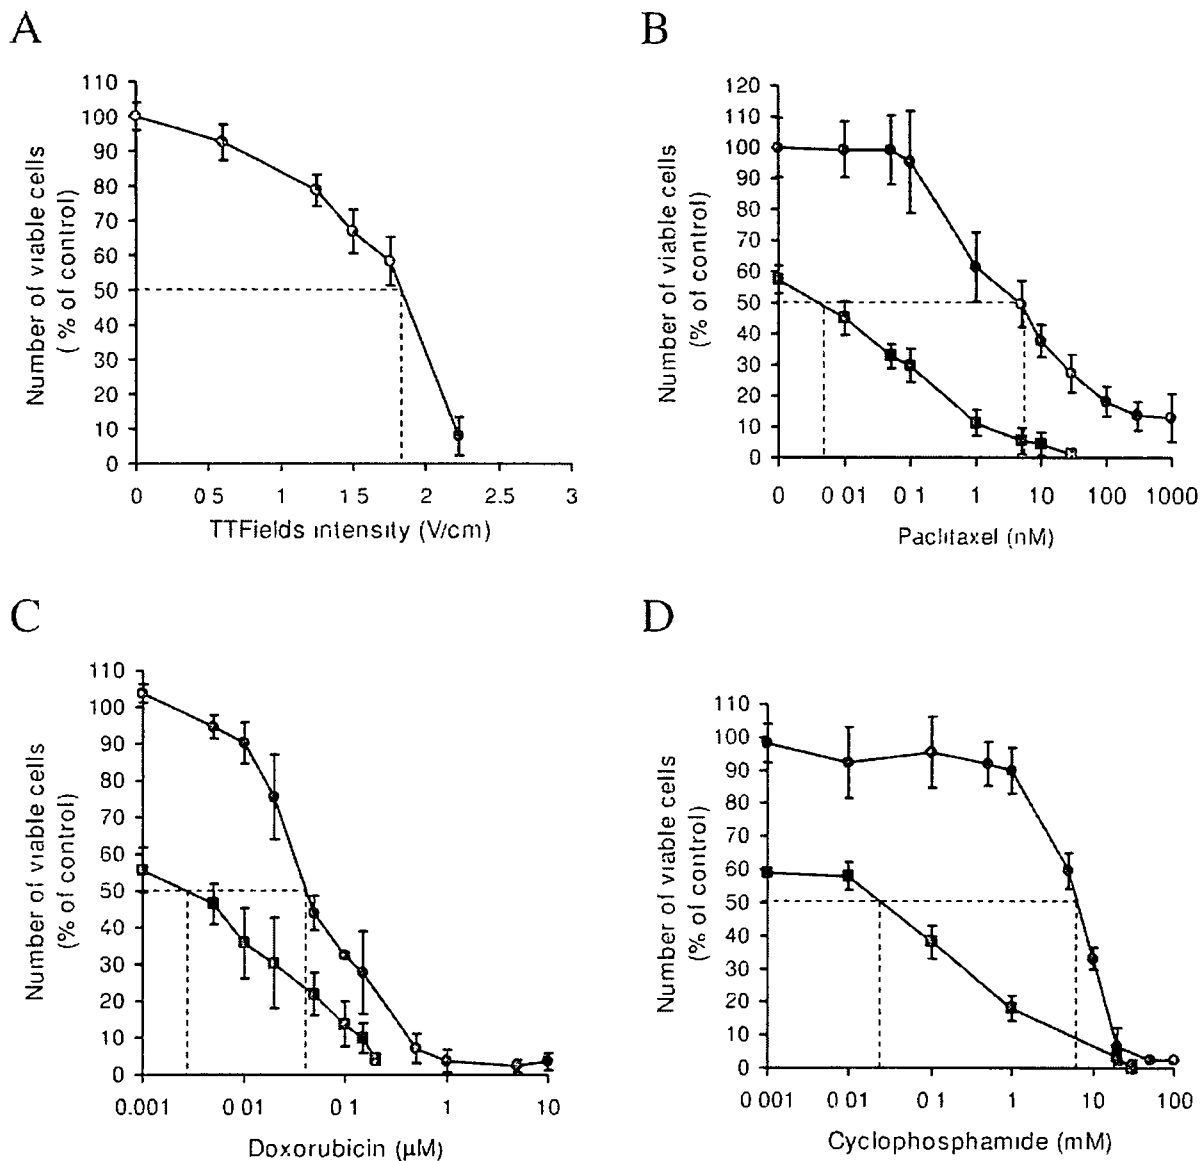 A
110
100
90
80
70
60
50
40
30
20
10
0
Number of viable cells
( % of control)
0 0 5 1 1 5 2 2.5 3
TTFields intensity (V/cm)
B
120
110
100
90
80
70
60
50
40
30
20
10
0
Number of viable cells
(% of control)
0 0 01 0 1 1 10 100 1000
Paclitaxel (nM)
C
110
100
90
80
70
60
50
40
30
20
10
0
Number of viable cells
(% of control)
0.001 0 01 0 1 1 10
Doxorubicin (μM)
D
110
100
90
80
70
60
50
40
30
20
10
0
Number of viable cells
(% of control)
0 001 0 01 0 1 1 10 100
Cyclophosphamide (mM)